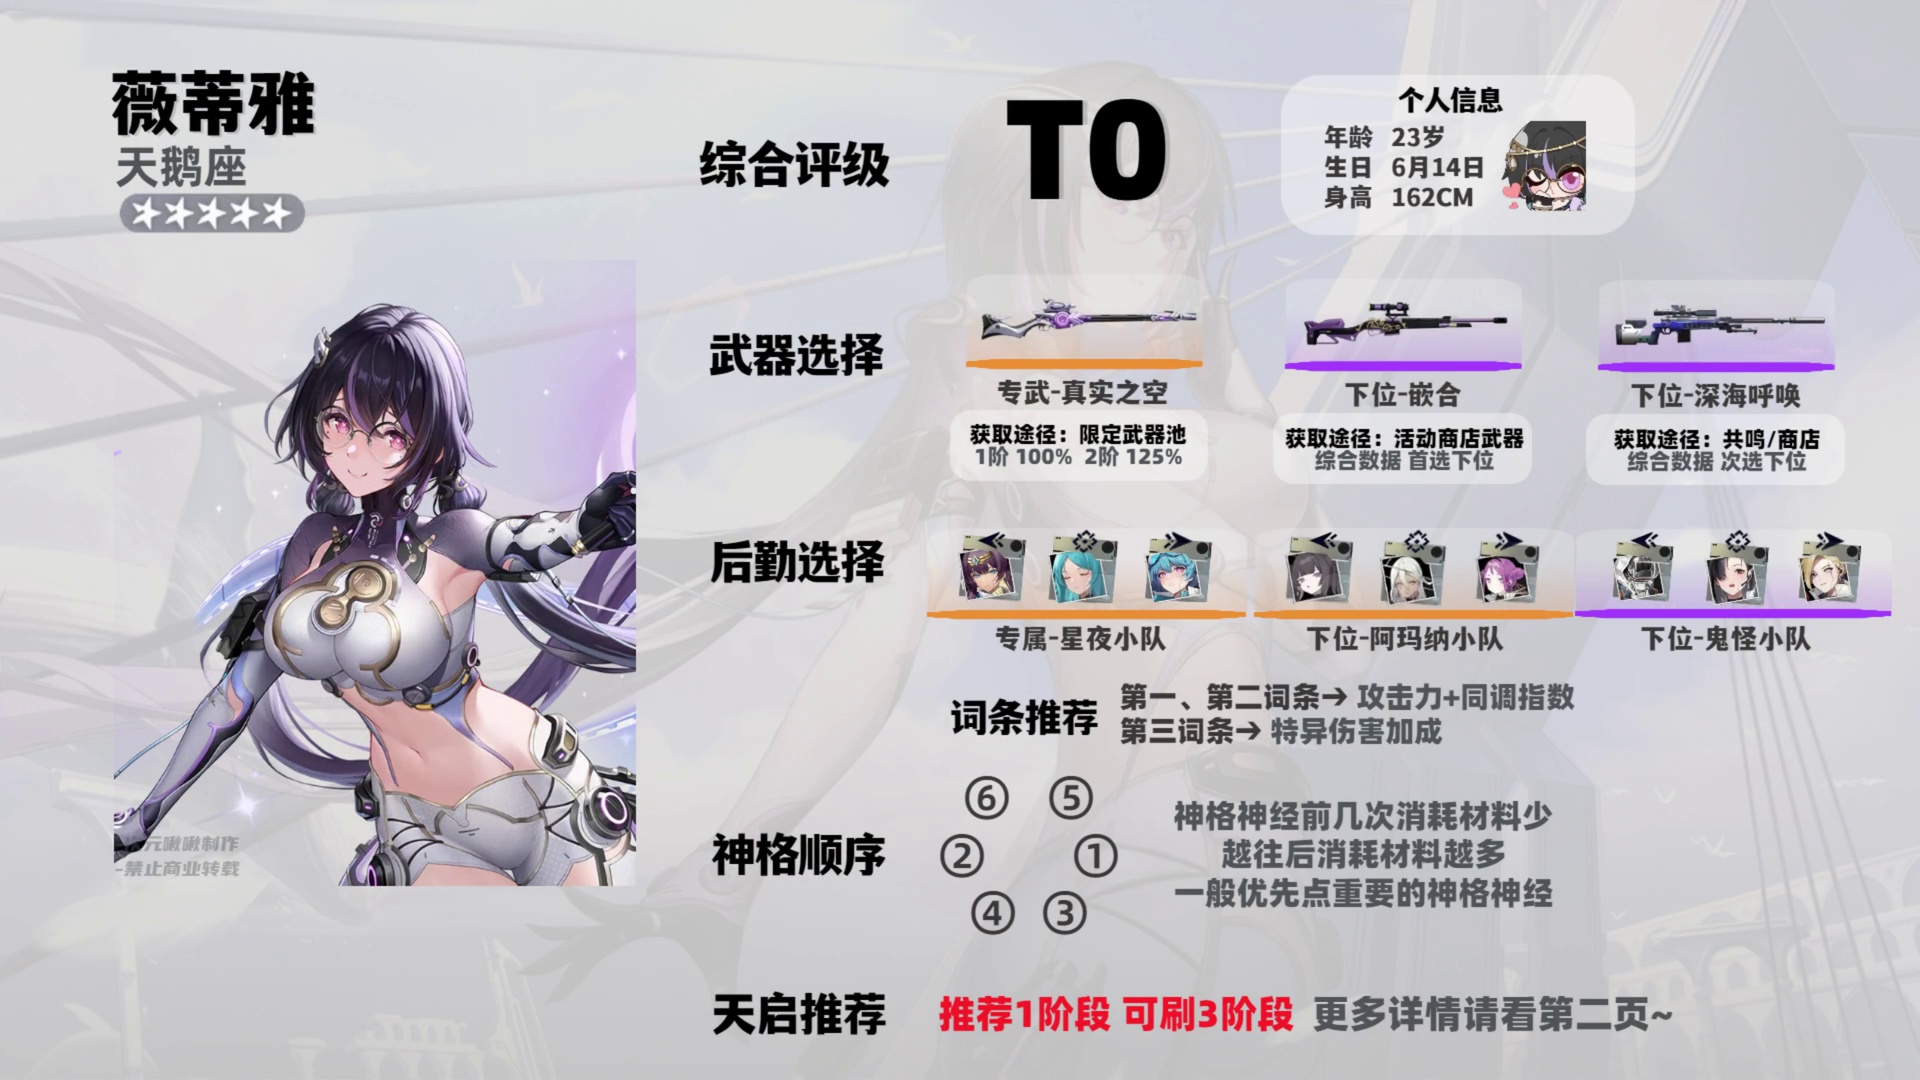 薇蒂雅
天鹅座
综合评级
T0
个人信息
年龄 23岁
生日 6月14日
身高 162CM
武器选择
专武-真实之空
获取途径：限定武器池
1阶 100% 2阶 125%
下位-嵌合
获取途径：活动商店武器
综合数据 首选下位
下位-深海呼唤
获取途径：共鸣/商店
综合数据 次选下位
后勤选择
专属-星夜小队
下位-阿玛纳小队
下位-鬼怪小队
词条推荐
第一、第二词条→ 攻击力+同调指数
第三词条→ 特异伤害加成
神格顺序
⑥ ⑤
② ①
④ ③
神格神经前几次消耗材料少
越往后消耗材料越多
一般优先点重要的神格神经
天启推荐
推荐1阶段 可刷3阶段 更多详情请看第二页~
元啾啾制作
-禁止商业转载